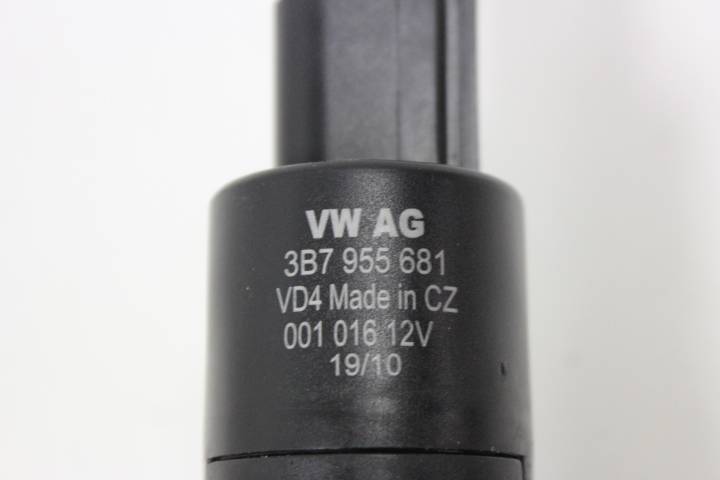 VW AG
3B7 955 681
VD4 Made in CZ
001 016 12V
19/10